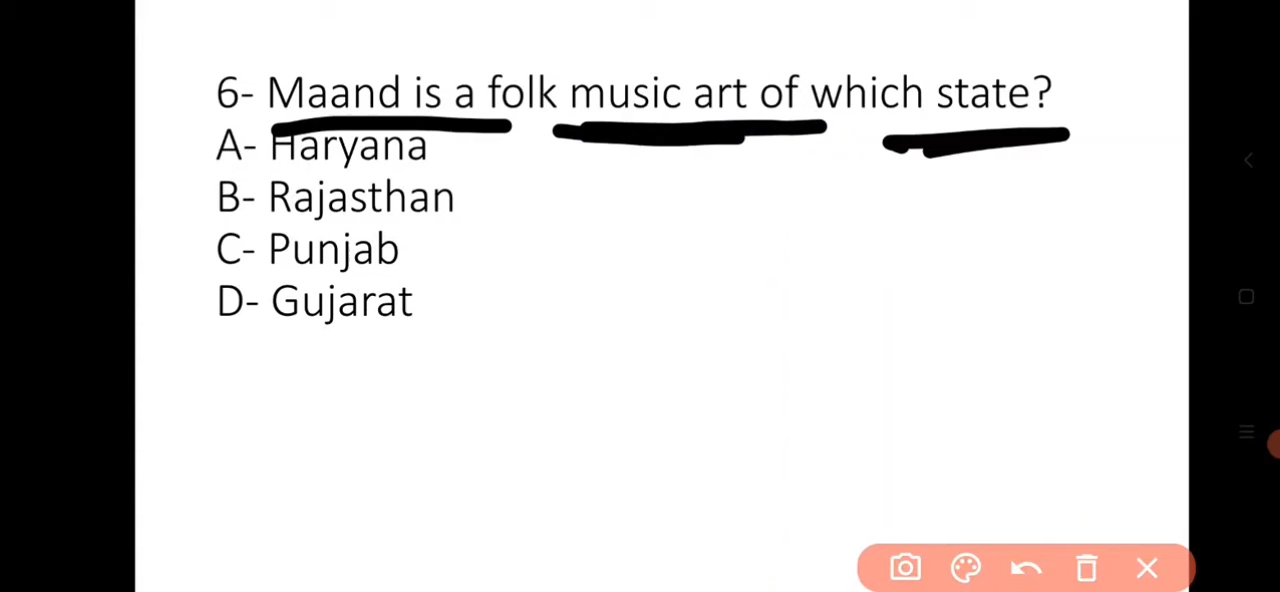 6- Maand is a folk music art of which state?
A- Haryana
B- Rajasthan
C- Punjab
D- Gujarat